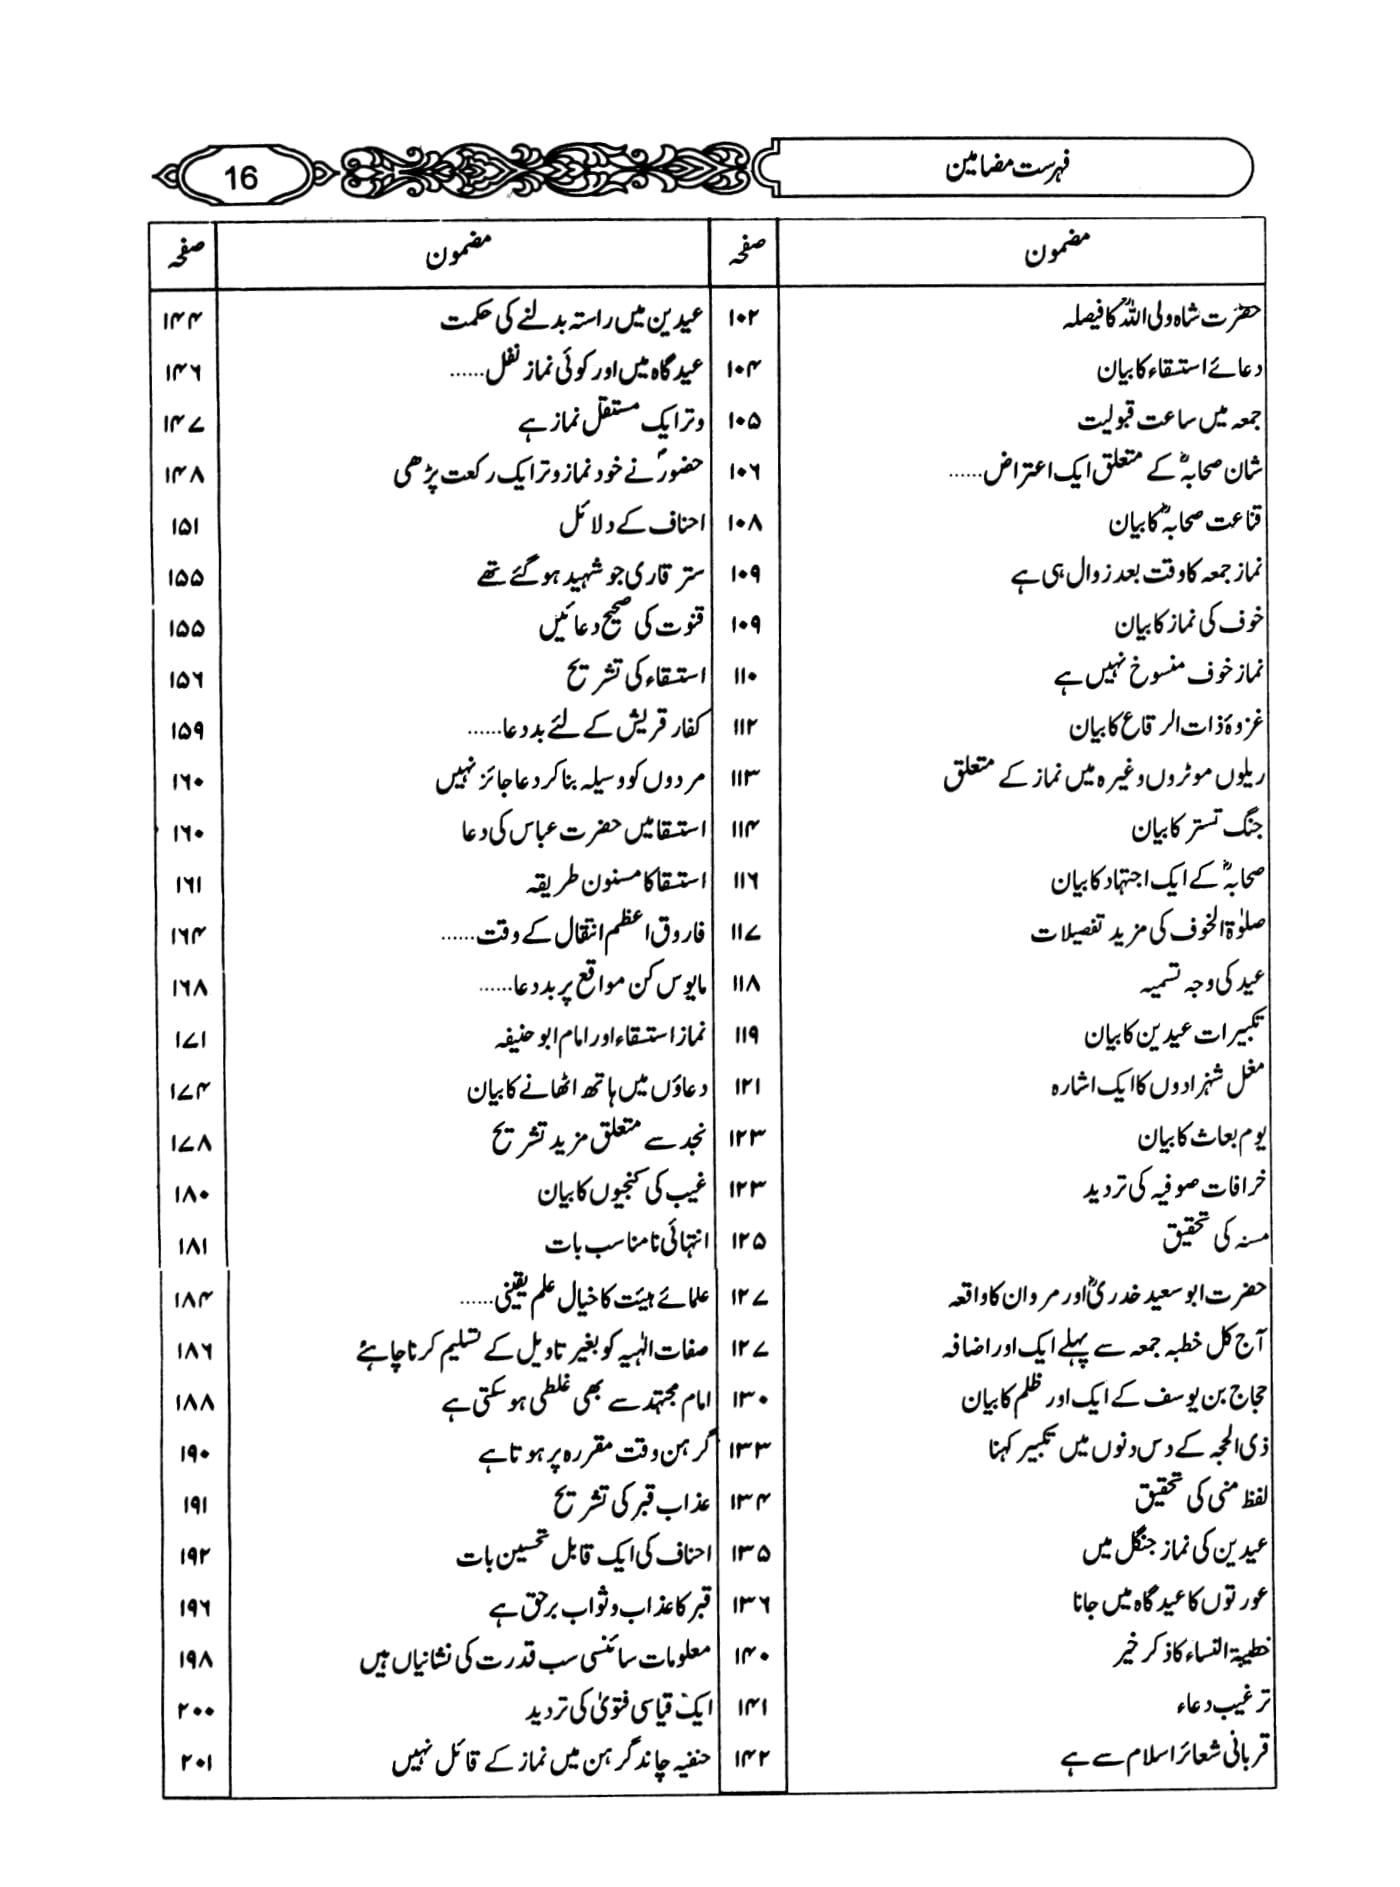 فہرست مضامین
16
مضمون صفحہ مضمون صفحہ
حضرت شاہ ولی اللہؒ کا فیصلہ ۱۰۲
دعائے استسقاء کا بیان ۱۰۴
جمعہ میں ساعت قبولیت ۱۰۵
شان صحابہؓ کے متعلق ایک اعتراض...... ۱۰۶
قناعت صحابہؓ کا بیان ۱۰۸
نماز جمعہ کا وقت بعد زوال ہی ہے ۱۰۹
خوف کی نماز کا بیان ۱۰۹
نماز خوف منسوخ نہیں ہے ۱۱۰
غزوۂ ذات الرقاع کا بیان ۱۱۲
ریلوں موٹروں وغیرہ میں نماز کے متعلق ۱۱۳
جنگ تستر کا بیان ۱۱۴
صحابہؓ کے ایک اجتہاد کا بیان ۱۱۶
صلوٰۃ الخوف کی مزید تفصیلات ۱۱۷
عید کی وجہ تسمیہ ۱۱۸
تکبیرات عیدین کا بیان ۱۱۹
مغل شہزادوں کا ایک اشارہ ۱۲۱
یوم بعاث کا بیان ۱۲۳
خرافات صوفیہ کی تردید ۱۲۳
مسنہ کی تحقیق ۱۲۵
حضرت ابو سعید خدریؓ اور مروان کا واقعہ ۱۲۷
آج کل خطبہ جمعہ سے پہلے ایک اور اضافہ ۱۲۷
حجاج بن یوسف کے ایک اور ظلم کا بیان ۱۳۰
ذی الحجہ کے دس دنوں میں تکبیر کہنا ۱۳۳
لفظ منی کی تحقیق ۱۳۴
عیدین کی نماز جنگل میں ۱۳۵
عورتوں کا عیدگاہ میں جانا ۱۳۶
خطیبۃ النساء کا ذکر خیر ۱۴۰
ترغیب دعاء ۱۴۱
قربانی شعائر اسلام سے ہے ۱۴۲
عیدین میں راستہ بدلنے کی حکمت ۱۴۴
عیدگاہ میں اور کوئی نماز نفل...... ۱۴۶
وتر ایک مستقل نماز ہے ۱۴۷
حضورؐ نے خود نماز وتر ایک رکعت پڑھی ۱۴۸
احناف کے دلائل ۱۵۱
ستر قاری جو شہید ہو گئے تھے ۱۵۵
قنوت کی صحیح دعائیں ۱۵۵
استسقاء کی تشریح ۱۵۶
کفار قریش کے لئے بددعا...... ۱۵۹
مردوں کو وسیلہ بنا کر دعا جائز نہیں ۱۶۰
استسقا میں حضرت عباس کی دعا ۱۶۰
استسقا کا مسنون طریقہ ۱۶۱
فاروق اعظم انتقال کے وقت...... ۱۶۴
مایوس کن مواقع پر بددعا...... ۱۶۸
نماز استسقاء اور امام ابو حنیفہ ۱۷۱
دعاؤں میں ہاتھ اٹھانے کا بیان ۱۷۴
نجد سے متعلق مزید تشریح ۱۷۸
غیب کی کنجیوں کا بیان ۱۸۰
انتہائی نامناسب بات ۱۸۱
علمائے ہیئت کا خیال علم یقینی...... ۱۸۴
صفات الٰہیہ کو بغیر تاویل کے تسلیم کرنا چاہئے ۱۸۶
امام مجتہد سے بھی غلطی ہو سکتی ہے ۱۸۸
گرہن وقت مقررہ پر ہوتا ہے ۱۹۰
عذاب قبر کی تشریح ۱۹۱
احناف کی ایک قابل تحسین بات ۱۹۲
قبر کا عذاب و ثواب برحق ہے ۱۹۶
معلومات سائنسی سب قدرت کی نشانیاں ہیں ۱۹۸
ایک قیاسی فتویٰ کی تردید ۲۰۰
حنفیہ چاند گرہن میں نماز کے قائل نہیں ۲۰۱